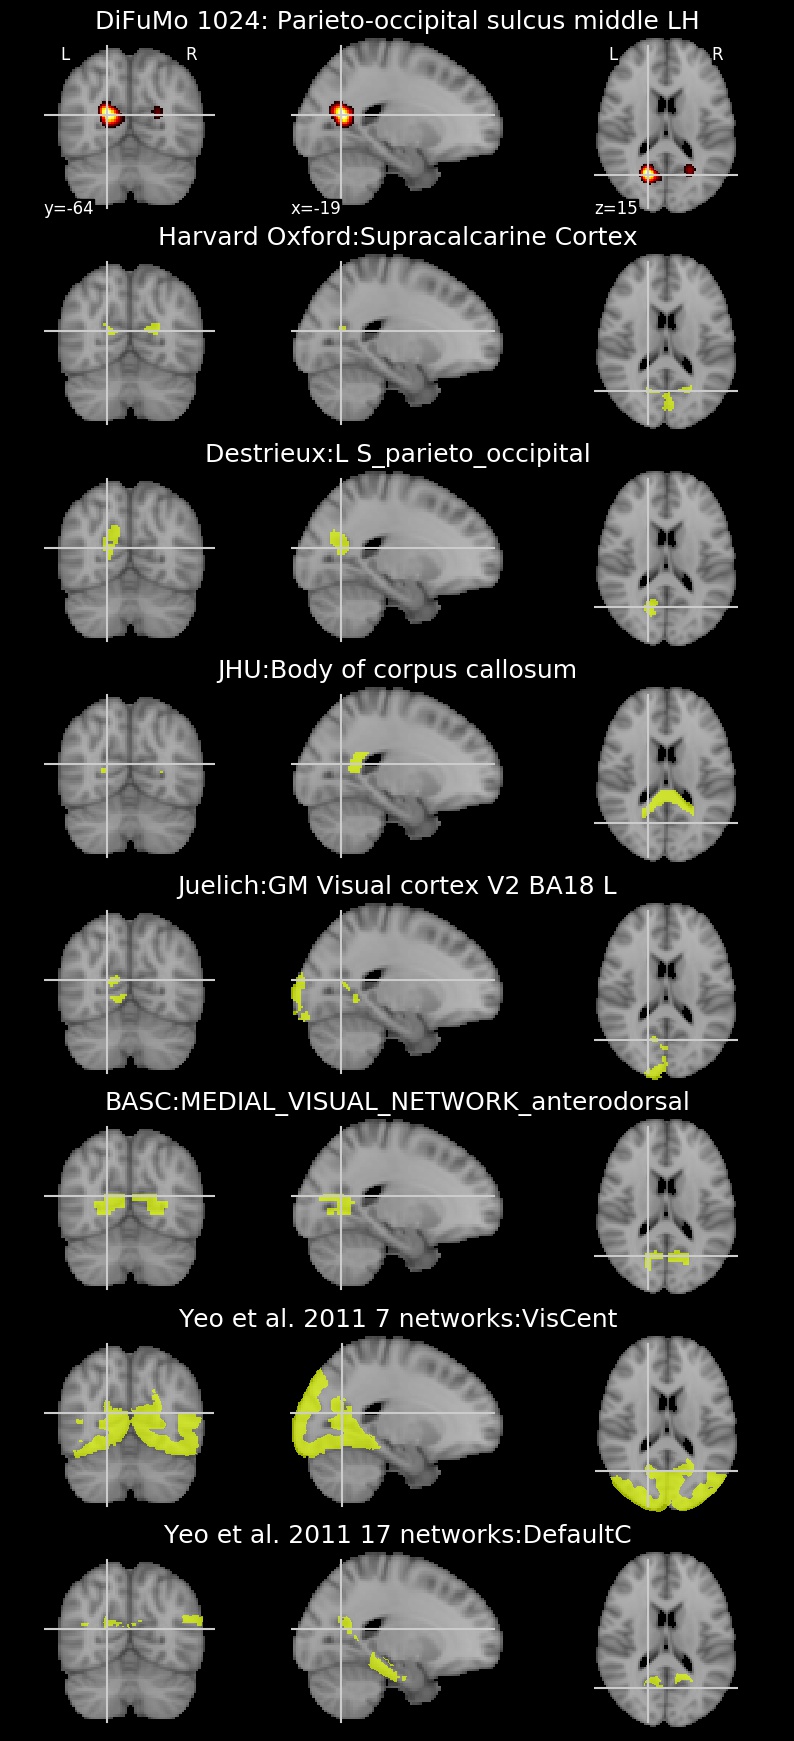 DiFuMo 1024: Parieto-occipital sulcus middle LH
L R L R
y=-64 x=-19 z=15
Harvard Oxford:Supracalcarine Cortex
Destrieux:L S_parieto_occipital
JHU:Body of corpus callosum
Juelich:GM Visual cortex V2 BA18 L
BASC:MEDIAL_VISUAL_NETWORK_anterodorsal
Yeo et al. 2011 7 networks:VisCent
Yeo et al. 2011 17 networks:DefaultC